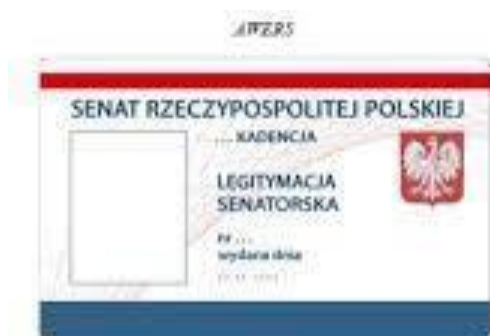 AWERS
SENAT RZECZYPOSPOLITEJ POLSKIEJ
.... KADENCJA
LEGITYMACJA
SENATORSKA
nr ...
wydana dnia